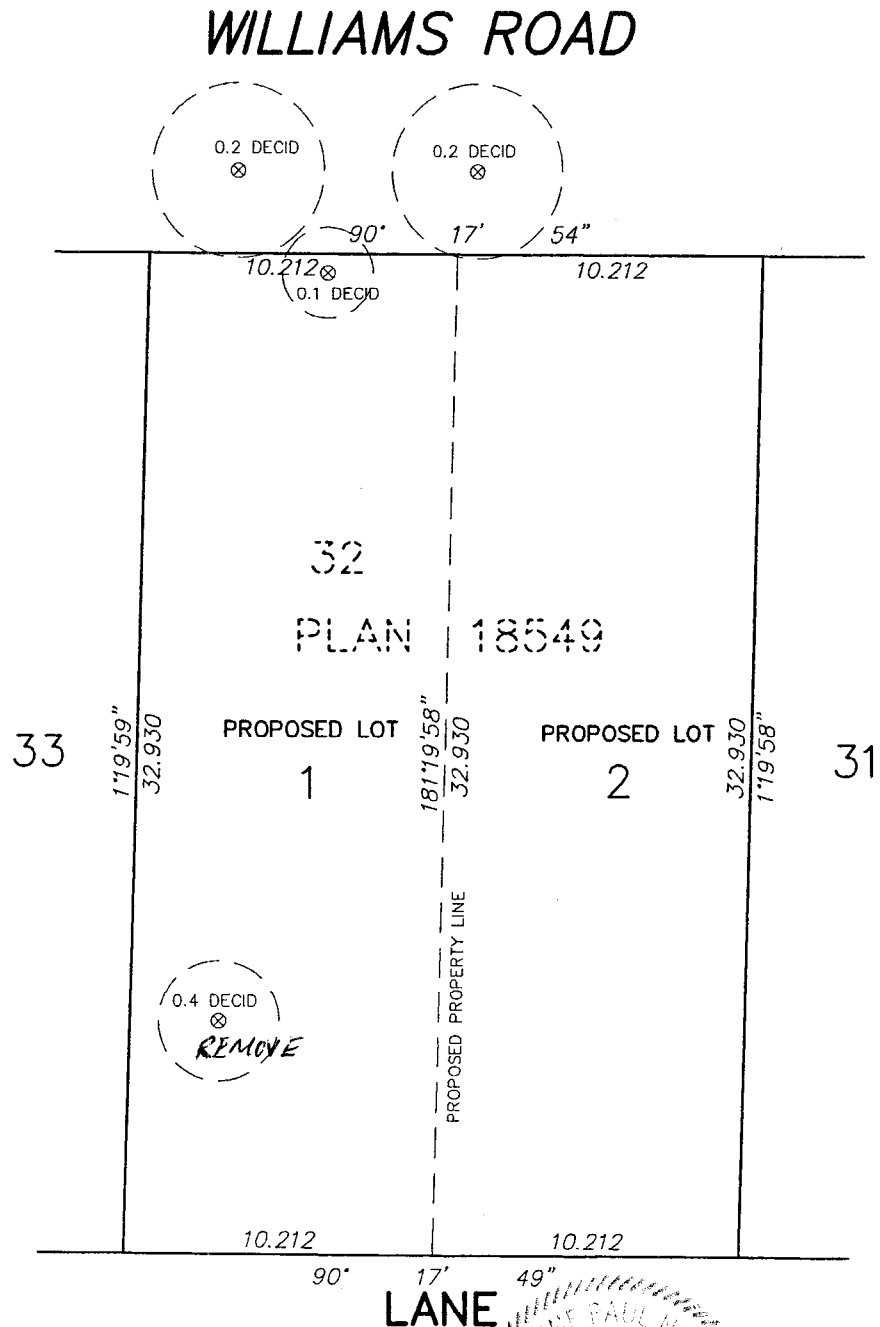 WILLIAMS ROAD
0.2 DECID
0.2 DECID
90° 17' 54"
10.212
10.212
0.1 DECID
32
PLAN 18549
PROPOSED LOT
1
PROPOSED LOT
2
33
31
1°19'59"
32.930
181°19'58"
32.930
32.930
1°19'58"
PROPOSED PROPERTY LINE
0.4 DECID
REMOVE
10.212
10.212
90° 17' 49"
LANE
PAUL